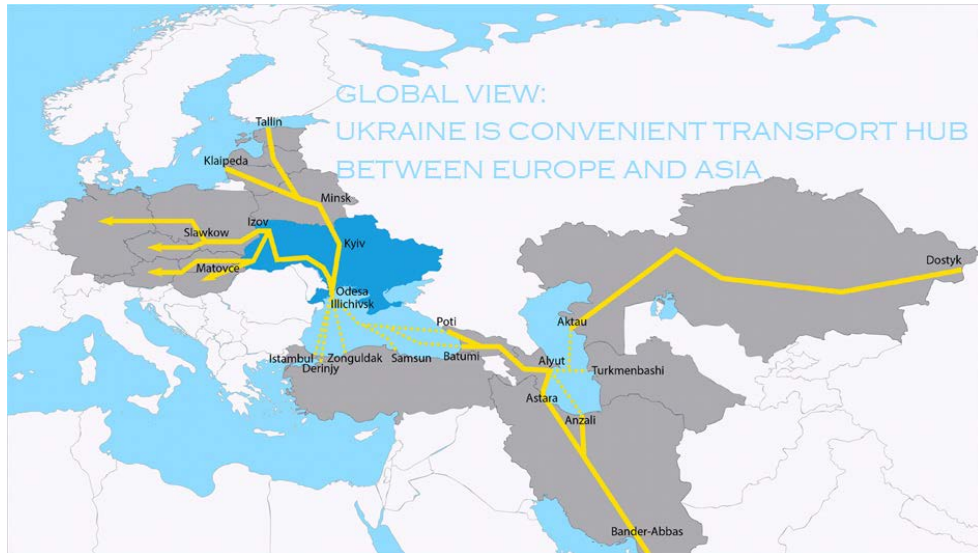 GLOBAL VIEW:
UKRAINE IS CONVENIENT TRANSPORT HUB
BETWEEN EUROPE AND ASIA
Tallin
Klaipeda
Minsk
Izov
Slawkow
Kyiv
Matovce
Dostyk
Odesa
Illichivsk
Poti
Aktau
Istambul
Derinjy
Zonguldak
Samsun
Batumi
Alyut
Turkmenbashi
Astara
Anzali
Bander-Abbas